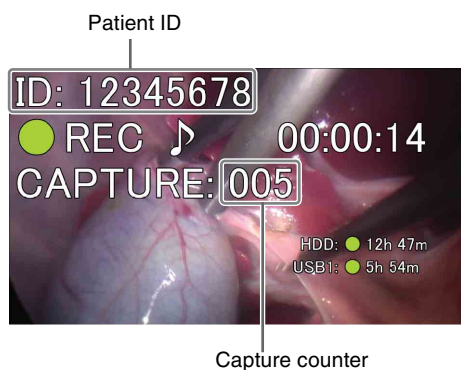 Patient ID
ID: 12345678
REC ♪ 00:00:14
CAPTURE: 005
HDD: 12h 47m
USB1: 5h 54m
Capture counter